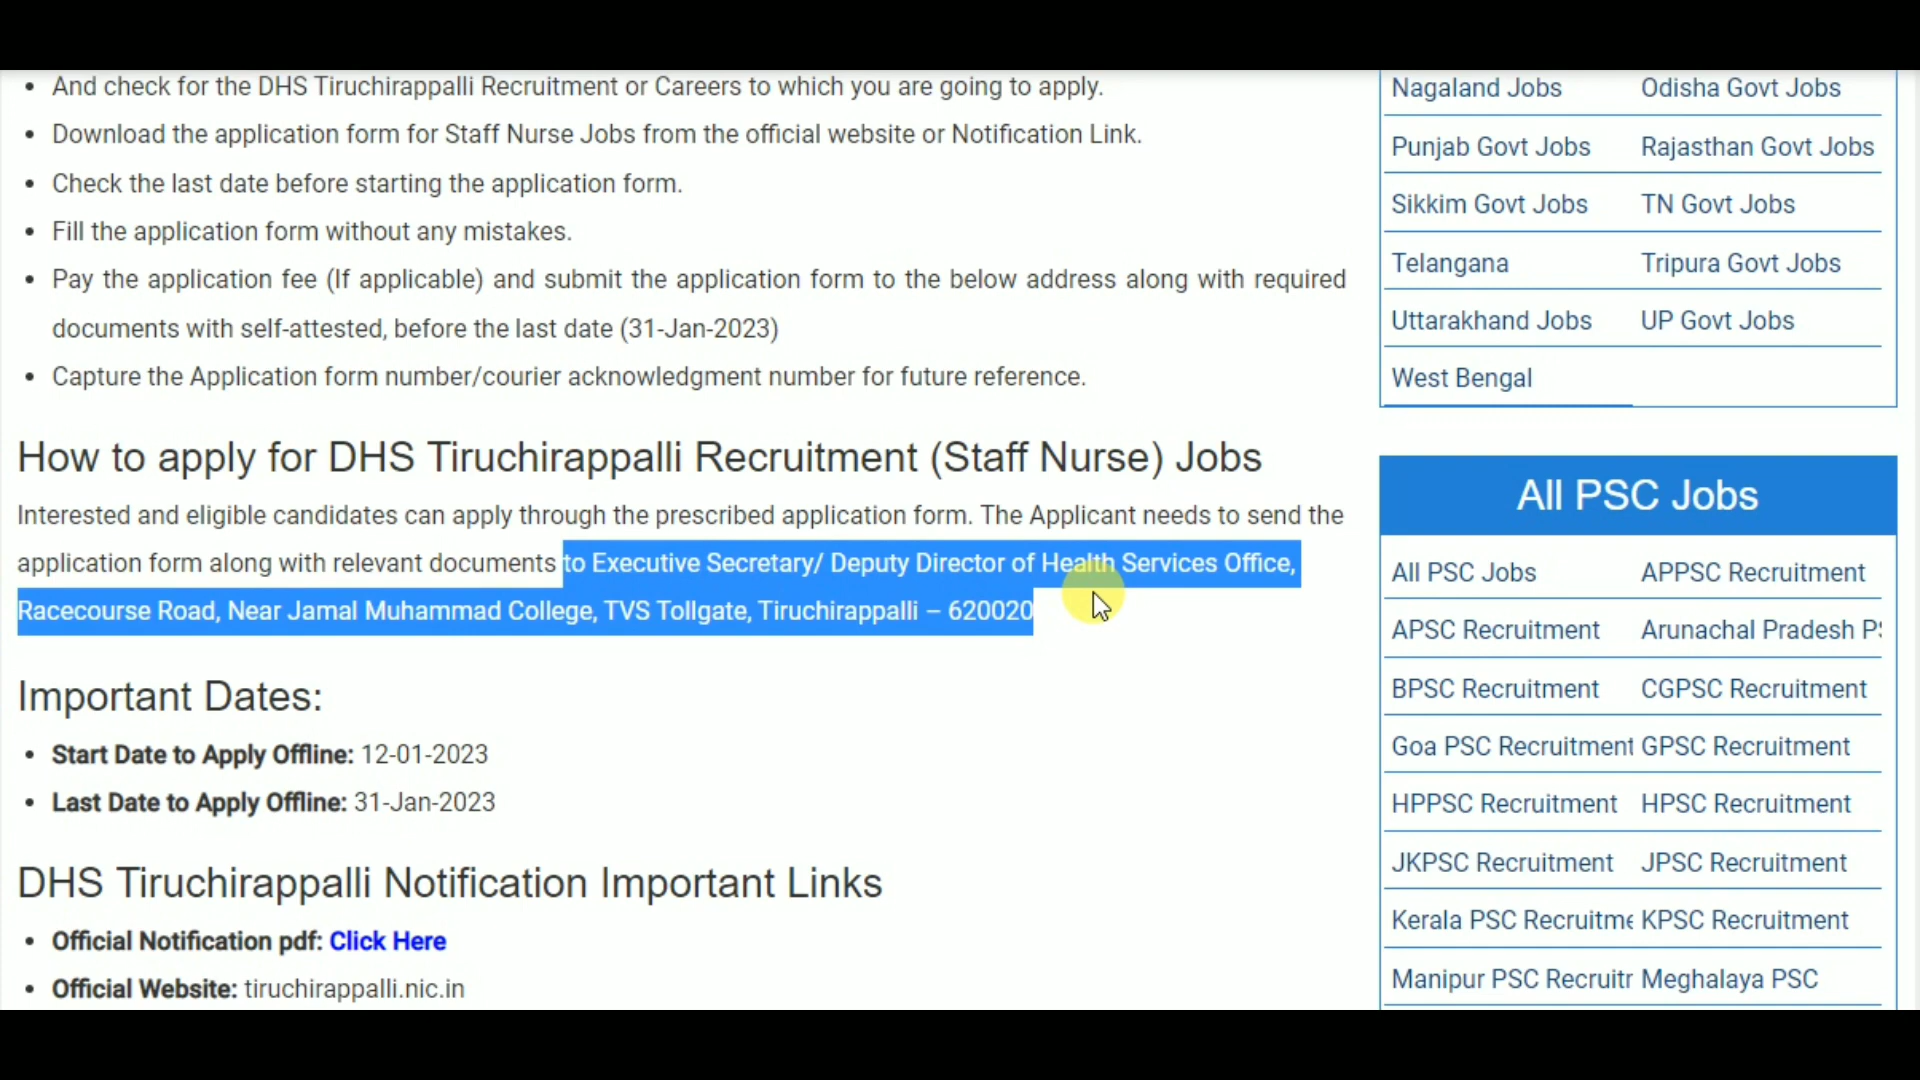 And check for the DHS Tiruchirappalli Recruitment or Careers to which you are going to apply.
Download the application form for Staff Nurse Jobs from the official website or Notification Link.
Check the last date before starting the application form.
Fill the application form without any mistakes.
Pay the application fee (If applicable) and submit the application form to the below address along with required
documents with self-attested, before the last date (31-Jan-2023)
Capture the Application form number/courier acknowledgment number for future reference.
How to apply for DHS Tiruchirappalli Recruitment (Staff Nurse) Jobs
Interested and eligible candidates can apply through the prescribed application form. The Applicant needs to send the
application form along with relevant documents to Executive Secretary/ Deputy Director of Health Services Office,
Racecourse Road, Near Jamal Muhammad College, TVS Tollgate, Tiruchirappalli – 620020
Important Dates:
Start Date to Apply Offline: 12-01-2023
Last Date to Apply Offline: 31-Jan-2023
DHS Tiruchirappalli Notification Important Links
Official Notification pdf: Click Here
Official Website: tiruchirappalli.nic.in
Nagaland Jobs Odisha Govt Jobs
Punjab Govt Jobs Rajasthan Govt Jobs
Sikkim Govt Jobs TN Govt Jobs
Telangana Tripura Govt Jobs
Uttarakhand Jobs UP Govt Jobs
West Bengal
All PSC Jobs
All PSC Jobs APPSC Recruitment
APSC Recruitment Arunachal Pradesh
BPSC Recruitment CGPSC Recruitment
Goa PSC Recruitment GPSC Recruitment
HPPSC Recruitment HPSC Recruitment
JKPSC Recruitment JPSC Recruitment
Kerala PSC KPSC Recruitment
Manipur PSC Meghalaya PSC